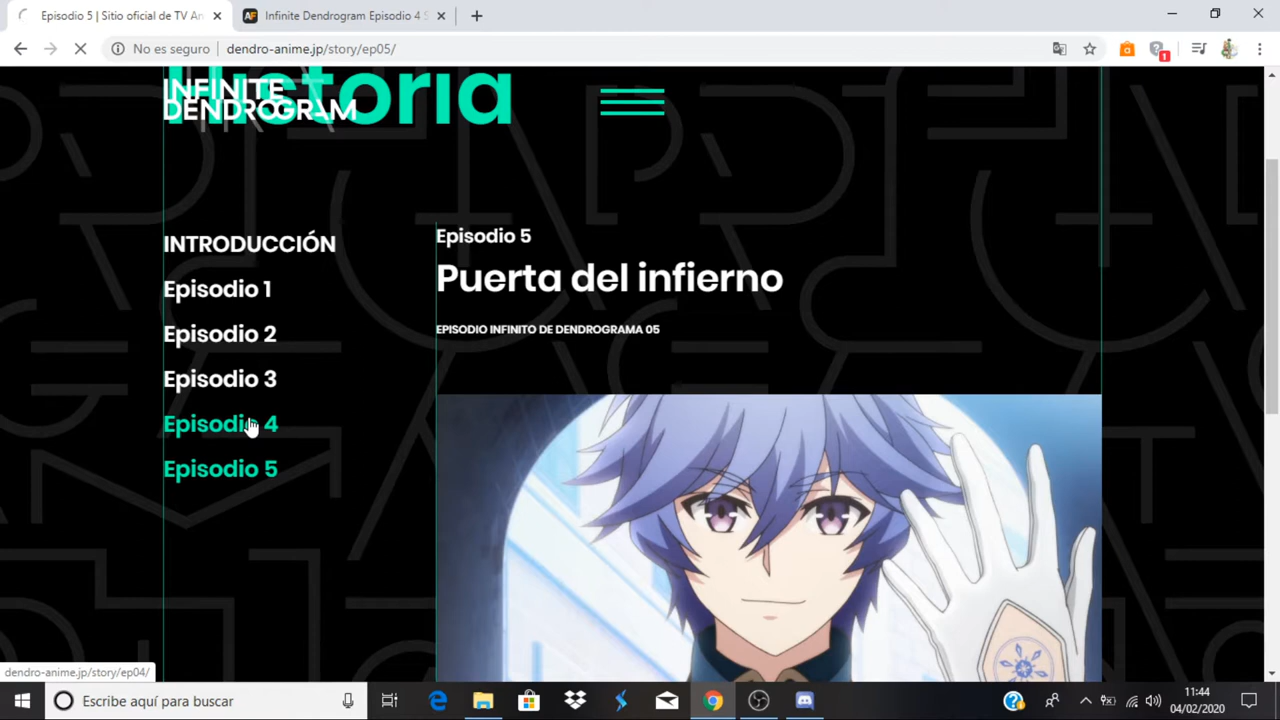 Episodio 5 | Sitio oficial de TV An
Infinite Dendrogram Episodio 4 S
No es seguro
dendro-anime.jp/story/ep05/
1
Historia
INFINITE
DENDROGRAM
INTRODUCCIÓN
Episodio 1
Episodio 2
Episodio 3
Episodio 4
Episodio 5
Episodio 5
Puerta del infierno
EPISODIO INFINITO DE DENDROGRAMA 05
dendro-anime.jp/story/ep04/
Escribe aquí para buscar
11:44
04/02/2020